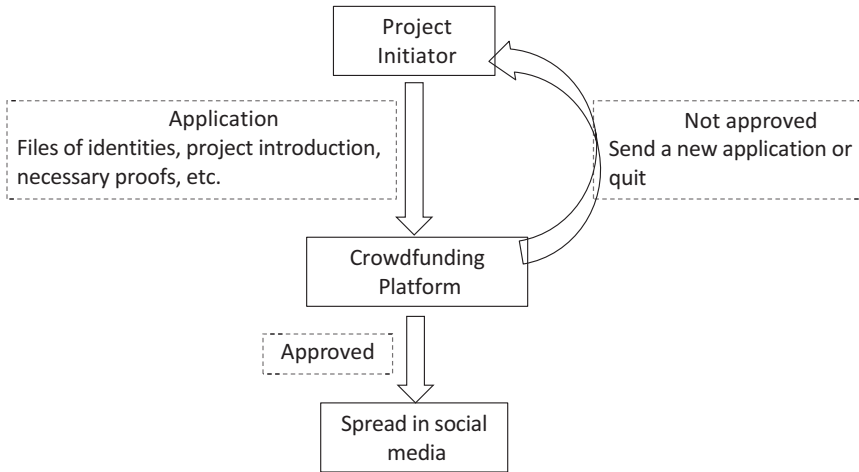 Project
Initiator
Application
Files of identities, project introduction,
necessary proofs, etc.
Not approved
Send a new application or
quit
Crowdfunding
Platform
Approved
Spread in social
media